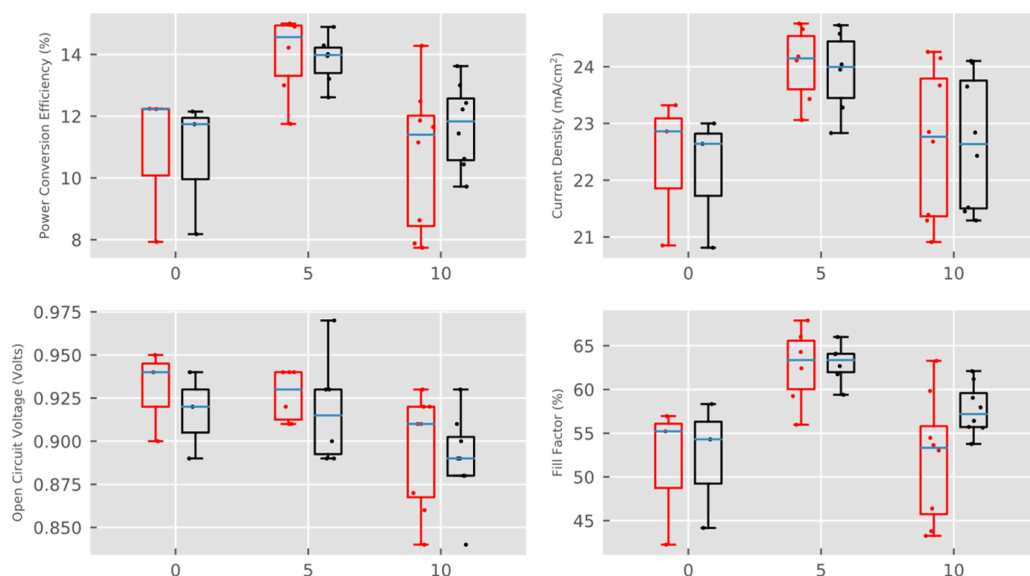 Power Conversion Efficiency (%)
14
12
10
8
0 5 10
Current Density (mA/cm²)
24
23
22
21
0 5 10
Open Circuit Voltage (Volts)
0.975
0.950
0.925
0.900
0.875
0.850
0 5 10
Fill Factor (%)
65
60
55
50
45
0 5 10